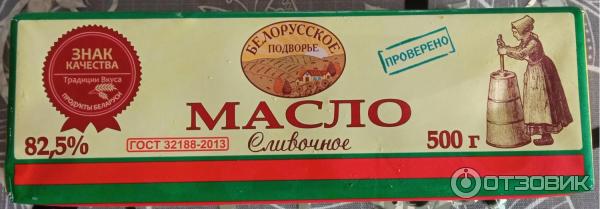 ЗНАК
КАЧЕСТВА
Традиции Вкуса
ПРОДУКТЫ БЕЛАРУСИ
БЕЛОРУССКОЕ
ПОДВОРЬЕ
ПРОВЕРЕНО
МАСЛО
82,5%
ГОСТ 32188-2013
Сливочное
500 г
ОТЗОВИК